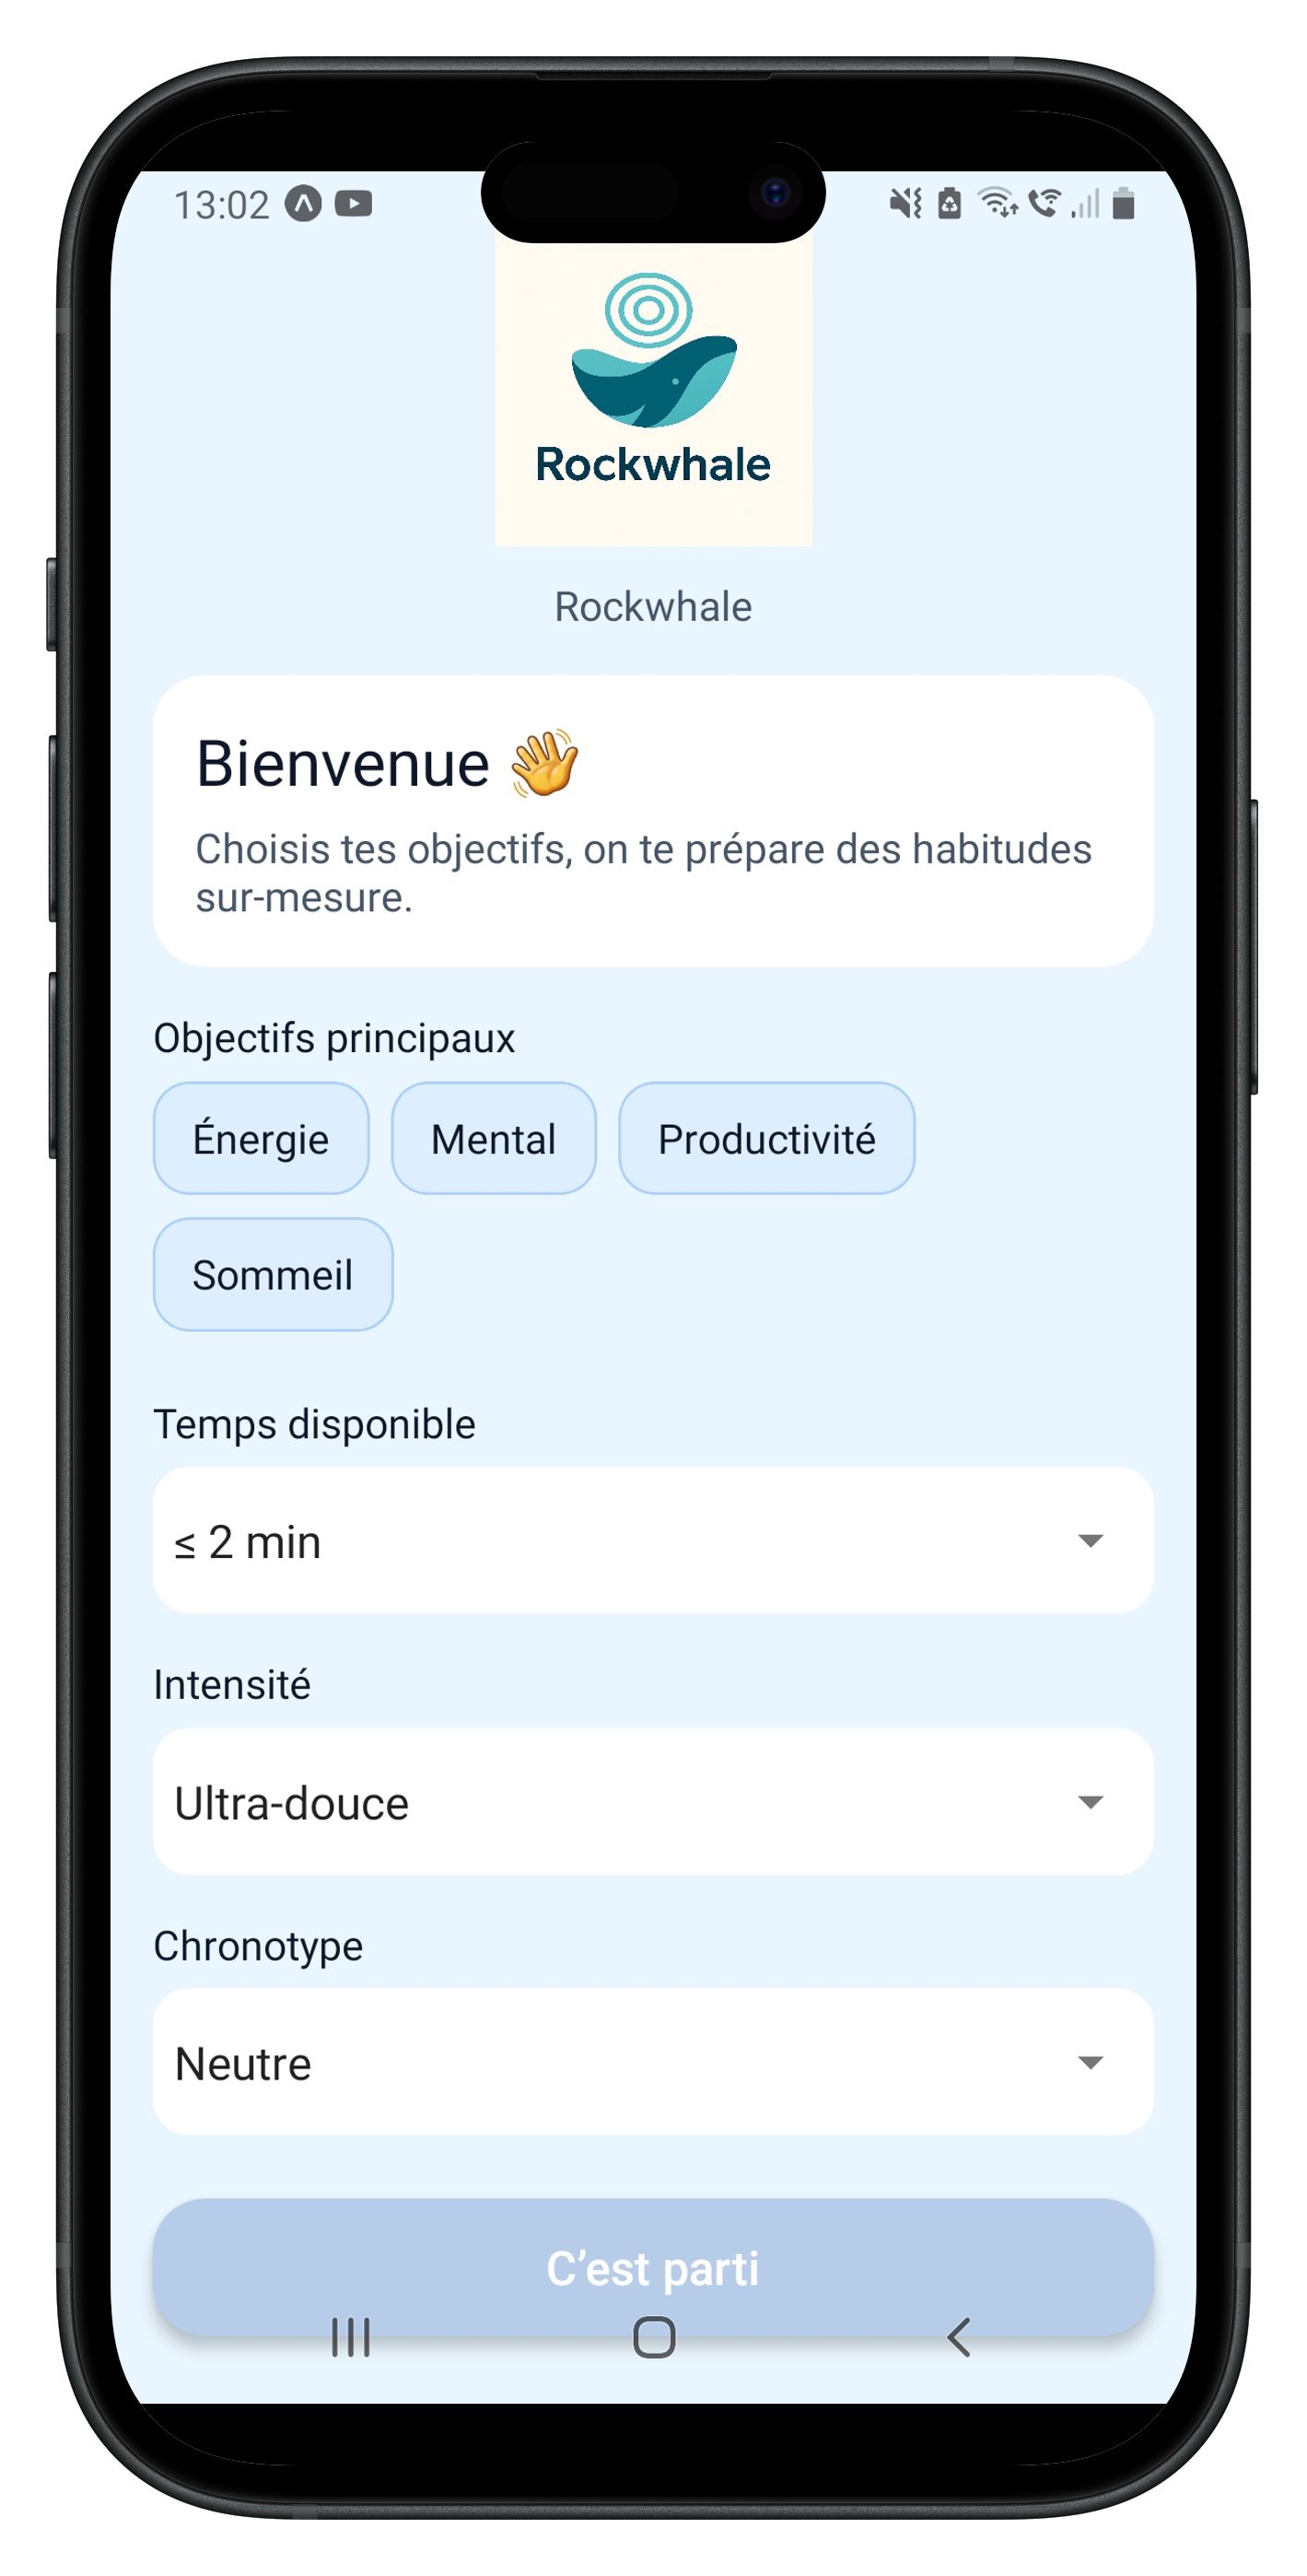 13:02
Rockwhale
Rockwhale
Bienvenue 👋
Choisis tes objectifs, on te prépare des habitudes
sur-mesure.
Objectifs principaux
Énergie Mental Productivité
Sommeil
Temps disponible
≤ 2 min
Intensité
Ultra-douce
Chronotype
Neutre
C’est parti